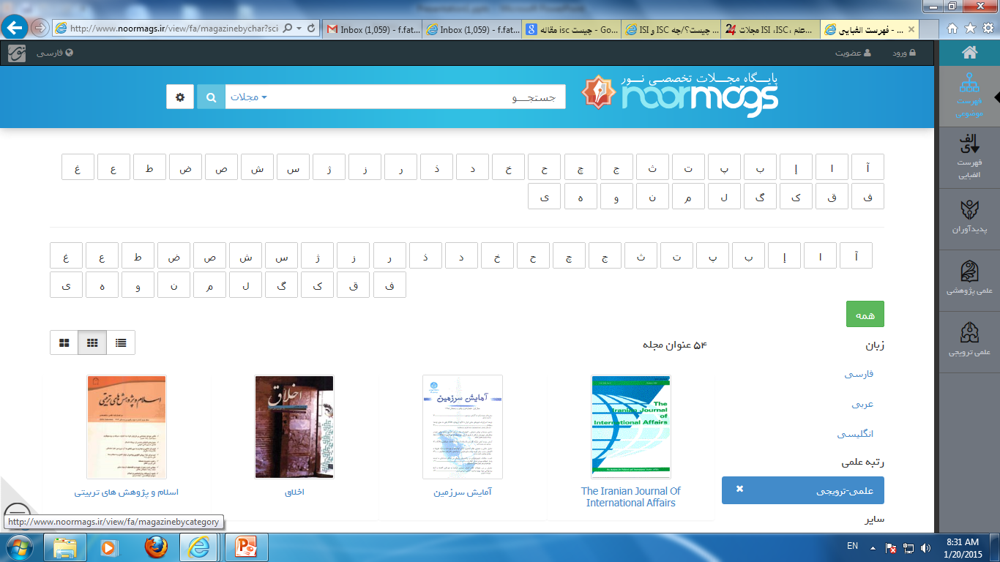 http://www.noormags.ir/view/fa/magazinebychar?sci
Inbox (1,059) - f.fat...
Inbox (1,059) - f.fat...
مقاله isc چیست - Go...
ISI و ISC چیست؟/چه...
مجلات ISI ،ISC، علم...
فهرست الفبایی - ...
ورود
عضویت
فارسی
پایگاه مجلات تخصصی نور
noormags
جستجو
مجلات
فهرست موضوعی
الف
ی
فهرست الفبایی
پدیدآوران
علمی پژوهشی
علمی ترویجی
آ ا إ ب پ ت ث ج چ ح خ د ذ ر ز ژ س ش ص ض ط ع غ
ف ق ک گ ل م ن و ه ی
آ ا إ ب پ ت ث ج چ ح خ د ذ ر ز ژ س ش ص ض ط ع غ
ف ق ک گ ل م ن و ه ی
همه
زبان
فارسی
عربی
انگلیسی
رتبه علمی
علمی-ترویجی
سایر
۵۴ عنوان مجله
The Iranian Journal of International Affairs
The Iranian Journal Of
International Affairs
آمایش سرزمین
آمایش سرزمین
اخلاق
اخلاق
اسلام و پژوهش‌های تربیتی
اسلام و پژوهش های تربیتی
http://www.noormags.ir/view/fa/magazinebycategory
EN
8:31 AM
1/20/2015